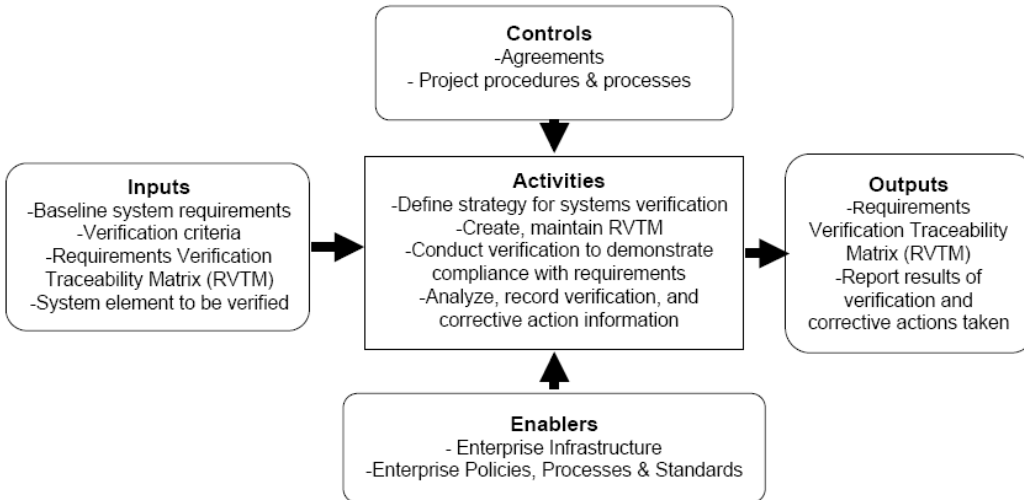 Controls
-Agreements
- Project procedures & processes
Inputs
-Baseline system requirements
-Verification criteria
-Requirements Verification
Traceability Matrix (RVTM)
-System element to be verified
Activities
-Define strategy for systems verification
-Create, maintain RVTM
-Conduct verification to demonstrate
compliance with requirements
-Analyze, record verification, and
corrective action information
Outputs
-Requirements
Verification Traceability
Matrix (RVTM)
-Report results of
verification and
corrective actions taken
Enablers
- Enterprise Infrastructure
-Enterprise Policies, Processes & Standards